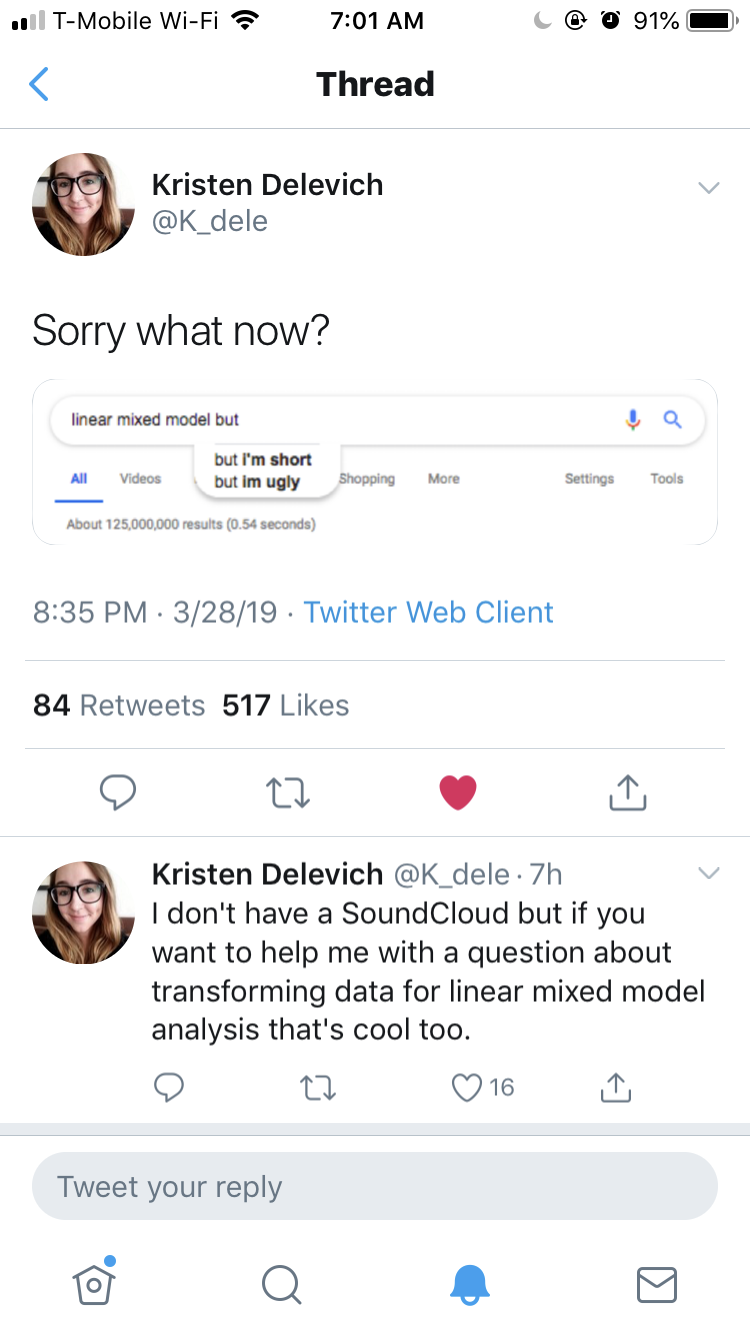 T-Mobile Wi-Fi 7:01 AM 91%
Thread
Kristen Delevich
@K_dele
Sorry what now?
linear mixed model but
but i'm short
but im ugly
All Videos Shopping More Settings Tools
About 125,000,000 results (0.54 seconds)
8:35 PM · 3/28/19 · Twitter Web Client
84 Retweets 517 Likes
Kristen Delevich @K_dele · 7h
I don't have a SoundCloud but if you
want to help me with a question about
transforming data for linear mixed model
analysis that's cool too.
16
Tweet your reply